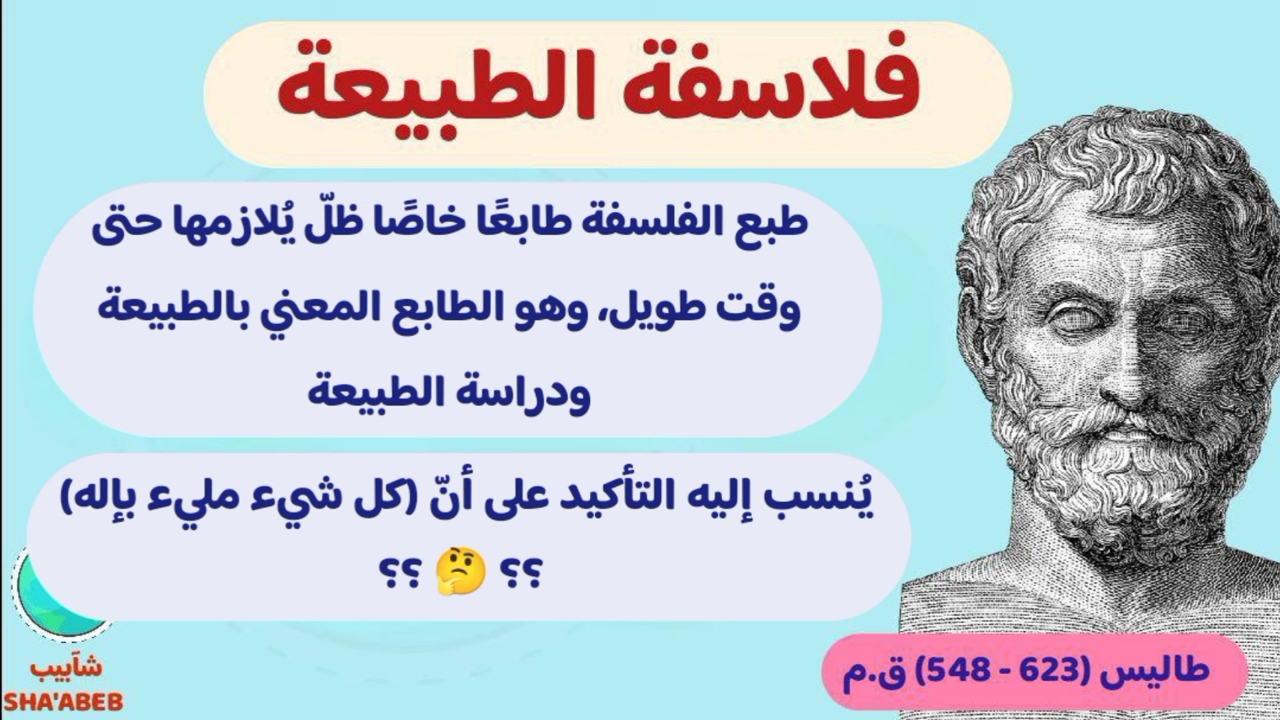 فلاسفة الطبيعة
طبع الفلسفة طابعًا خاصًا ظلّ يُلازمها حتى
وقت طويل، وهو الطابع المعني بالطبيعة
ودراسة الطبيعة
يُنسب إليه التأكيد على أنّ (كل شيء مليء بإله)
؟؟ 🤔 ؟؟
طاليس (623 - 548) ق.م
شآبيب
SHA'ABEB